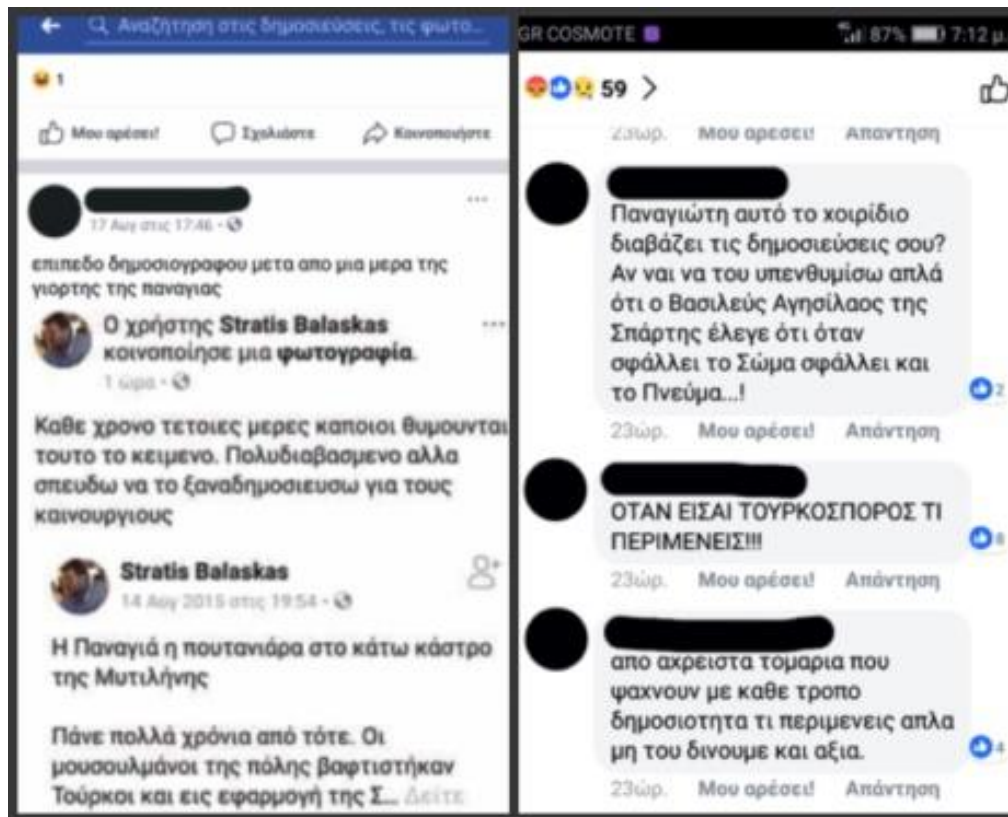 Αναζήτηση στις δημοσιεύσεις, τις φωτο...
1
Μου αρέσει! Σχολιάστε Κοινοποιήστε
17 Αυγ στις 17:46
επιπεδο δημοσιογραφου μετα απο μια μερα της
γιορτης της παναγιας
Ο χρήστης Stratis Balaskas
κοινοποίησε μια φωτογραφία.
1 ώρα
Καθε χρονο τετοιες μερες καποιοι θυμουνται
τουτο το κειμενο. Πολυδιαβασμενο αλλα
σπευδω να το ξαναδημοσιευσω για τους
καινουργιους
Stratis Balaskas
14 Αυγ 2015 στις 19:54
Η Παναγιά η πουτανιάρα στο κάτω κάστρο
της Μυτιλήνης
Πάνε πολλά χρόνια από τότε. Οι
μουσουλμάνοι της πόλης βαφτιστήκαν
Τούρκοι και εις εφαρμογή της Σ... Δείτε
GR COSMOTE 4G 87% 7:12 μ.
59
23ώρ. Μου αρέσει! Απάντηση
Παναγιώτη αυτό το χοιρίδιο
διαβάζει τις δημοσιεύσεις σου?
Αν ναι να του υπενθυμίσω απλά
ότι ο Βασιλεύς Αγησίλαος της
Σπάρτης έλεγε ότι όταν
σφάλλει το Σώμα σφάλλει και
το Πνεύμα...!
2
23ώρ. Μου αρέσει! Απάντηση
ΟΤΑΝ ΕΙΣΑΙ ΤΟΥΡΚΟΣΠΟΡΟΣ ΤΙ
ΠΕΡΙΜΕΝΕΙΣ!!!
8
23ώρ. Μου αρέσει! Απάντηση
απο αχρειστα τομαρια που
ψαχνουν με καθε τροπο
δημοσιοτητα τι περιμενεις απλα
μη του δινουμε και αξια.
4
23ώρ. Μου αρέσει! Απάντηση